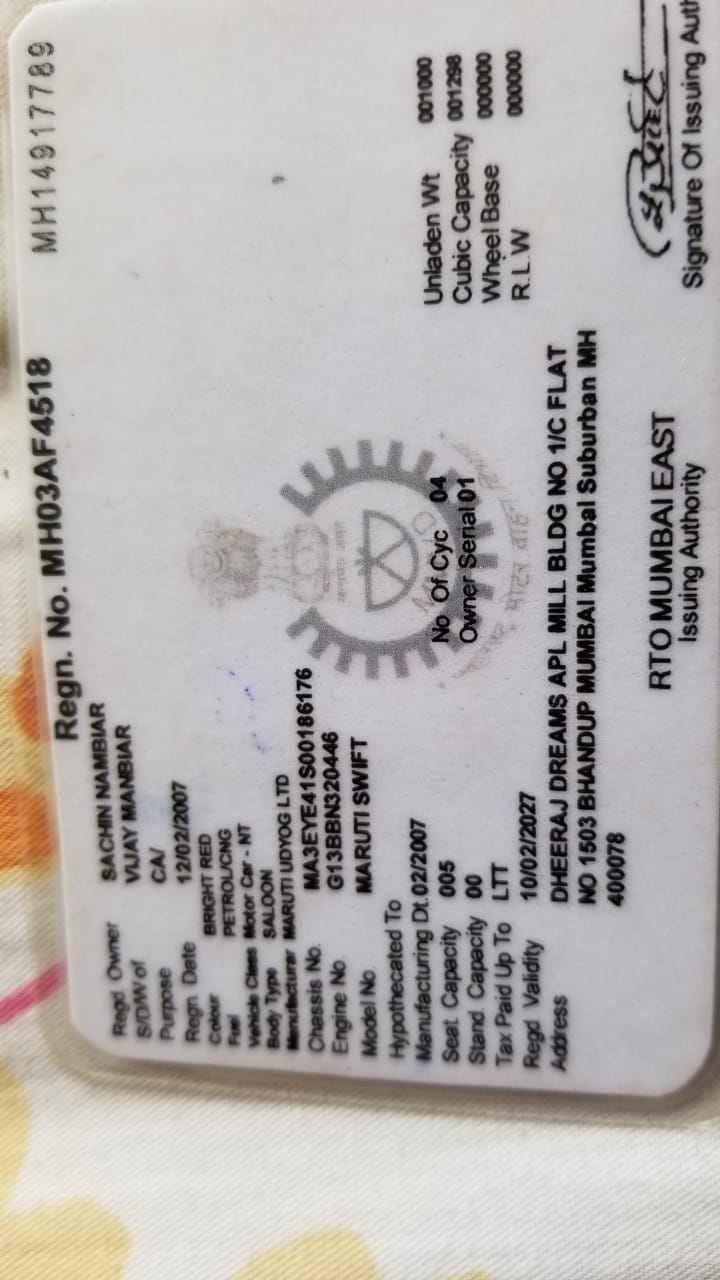 MH14917789
Regn. No. MH03AF4518
Regd Owner SACHIN NAMBIAR
S/D/W of VIJAY MANBIAR
Purpose CA/
Regn. Date 12/02/2007
Colour BRIGHT RED
Fuel PETROL/CNG
Vehicle Class Motor Car - NT
Body Type SALOON
Manufacturer MARUTI UDYOG LTD
Chassis No. MA3EYE41S00186176
Engine No. G13BBN320446
Model No MARUTI SWIFT
Hypothecated To
Manufacturing Dt. 02/2007 No Of Cyc 04 Unladen Wt 001000
Seat Capacity 005 Owner Serial 01 Cubic Capacity 001298
Stand Capacity 00 Wheel Base 000000
Tax Paid Up To LTT R.L.W 000000
Regd Validity 10/02/2027
Address DHEERAJ DREAMS APL MILL BLDG NO 1/C FLAT
NO 1503 BHANDUP MUMBAI Mumbai Suburban MH
400078
RTO MUMBAI EAST
Issuing Authority
Signature Of Issuing Auth